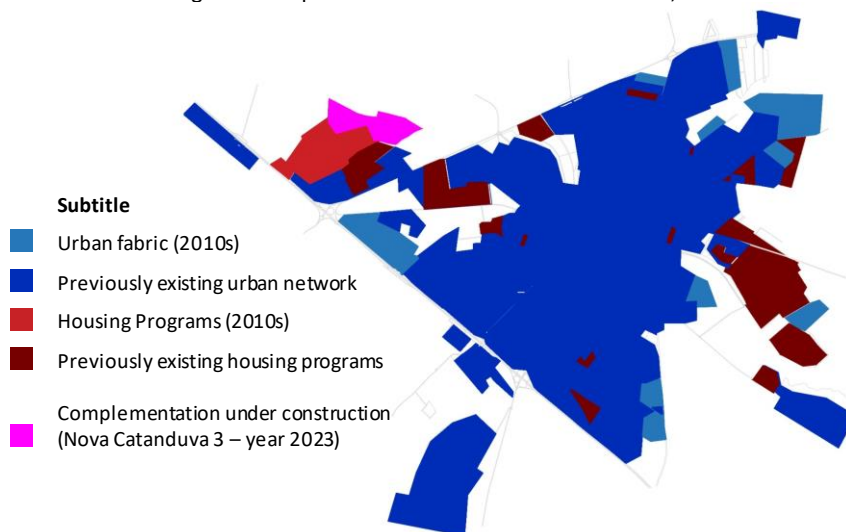 Subtitle
Urban fabric (2010s)
Previously existing urban network
Housing Programs (2010s)
Previously existing housing programs
Complementation under construction
(Nova Catanduva 3 – year 2023)